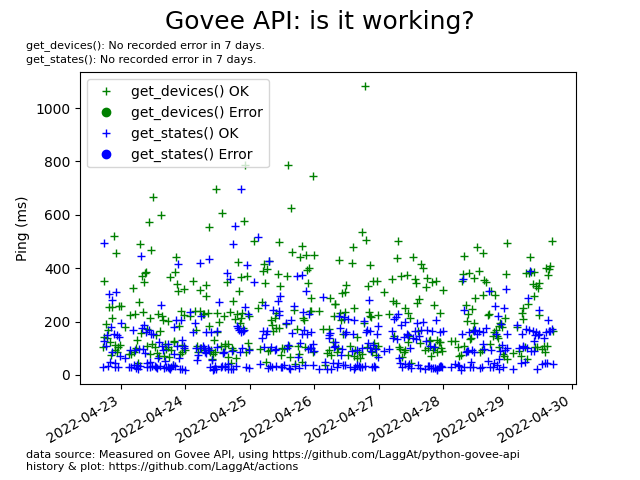 Govee API: is it working?
get_devices(): No recorded error in 7 days.
get_states(): No recorded error in 7 days.
get_devices() OK
get_devices() Error
get_states() OK
get_states() Error
Ping (ms)
1000
800
600
400
200
0
2022-04-23
2022-04-24
2022-04-25
2022-04-26
2022-04-27
2022-04-28
2022-04-29
2022-04-30
data source: Measured on Govee API, using https://github.com/LaggAt/python-govee-api
history & plot: https://github.com/LaggAt/actions